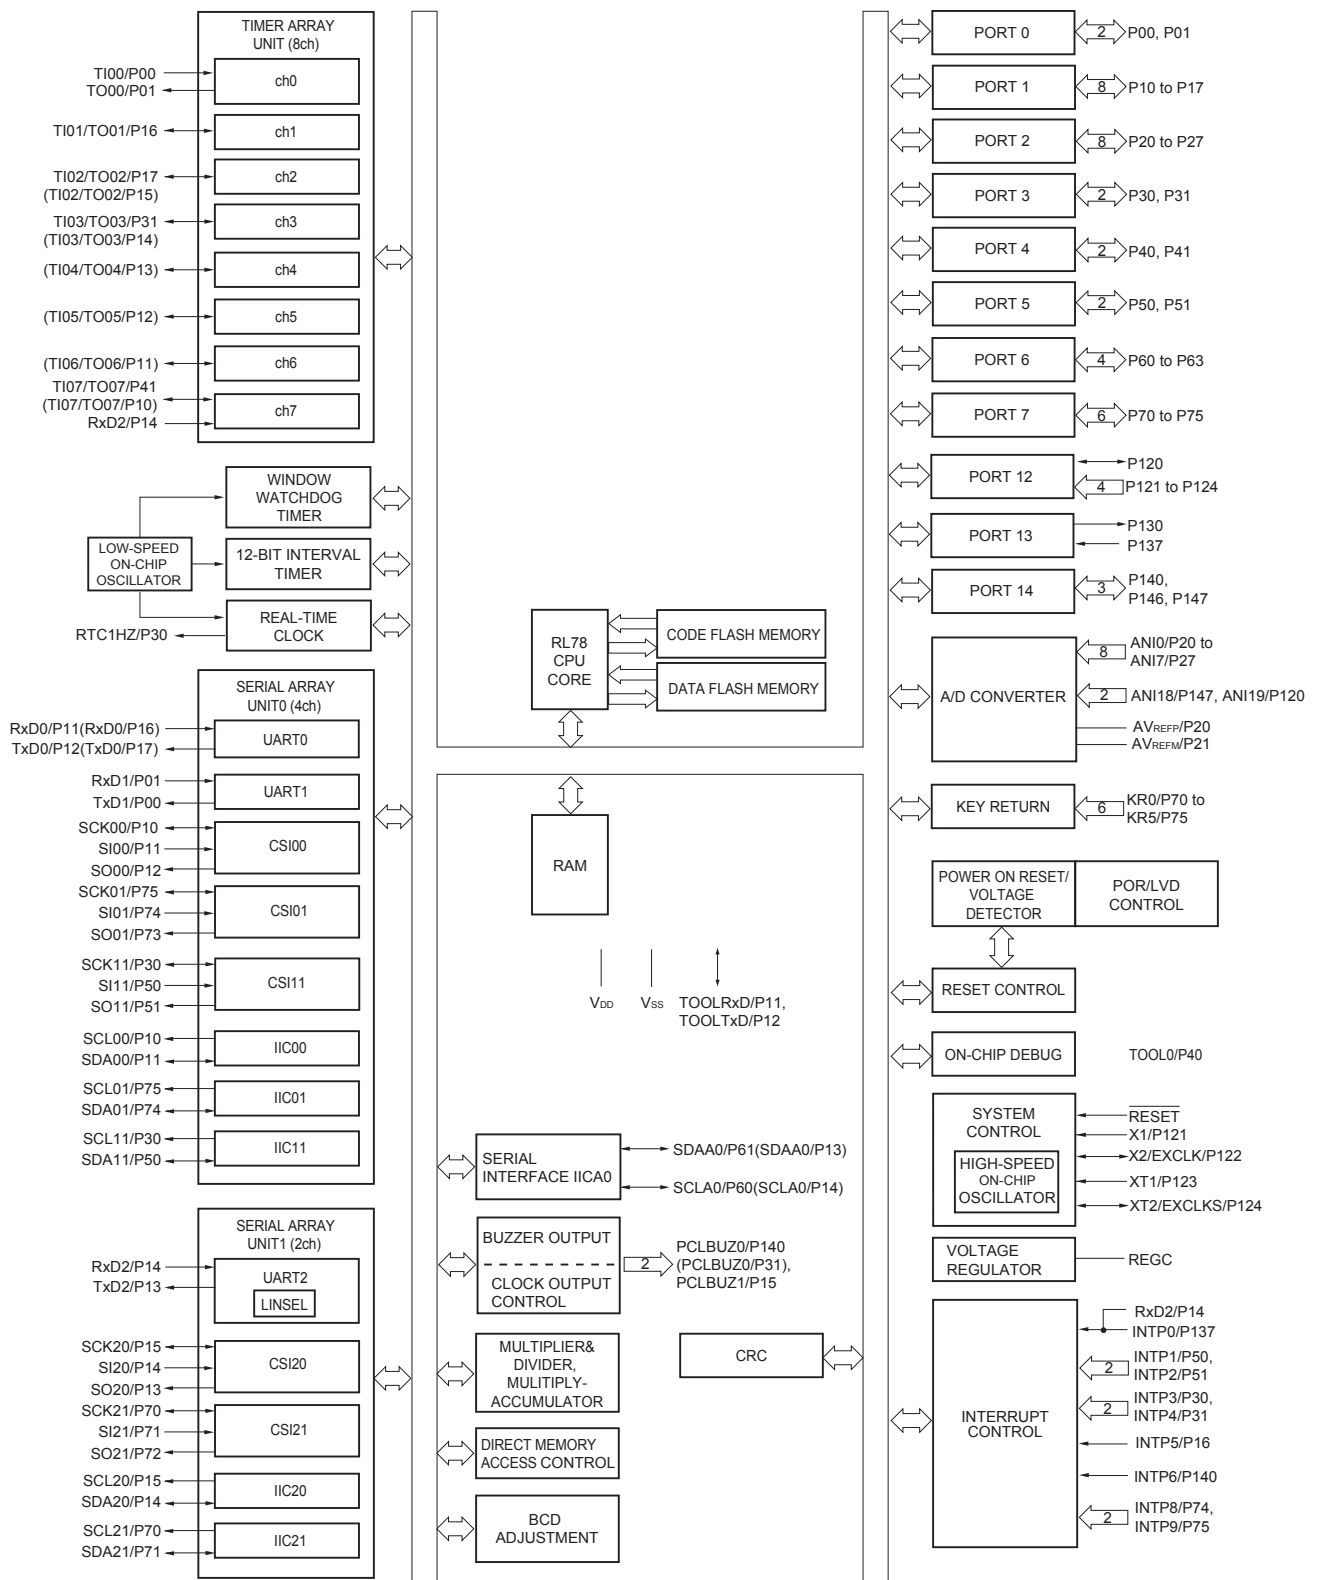 TIMER ARRAY
UNIT (8ch)
TI00/P00
TO00/P01
ch0
TI01/TO01/P16
ch1
TI02/TO02/P17
(TI02/TO02/P15)
ch2
TI03/TO03/P31
(TI03/TO03/P14)
ch3
(TI04/TO04/P13)
ch4
(TI05/TO05/P12)
ch5
(TI06/TO06/P11)
ch6
TI07/TO07/P41
(TI07/TO07/P10)
RxD2/P14
ch7
WINDOW
WATCHDOG
TIMER
LOW-SPEED
ON-CHIP
OSCILLATOR
12-BIT INTERVAL
TIMER
REAL-TIME
CLOCK
RTC1HZ/P30
SERIAL ARRAY
UNIT0 (4ch)
RxD0/P11(RxD0/P16)
TxD0/P12(TxD0/P17)
UART0
RxD1/P01
TxD1/P00
UART1
SCK00/P10
SI00/P11
SO00/P12
CSI00
SCK01/P75
SI01/P74
SO01/P73
CSI01
SCK11/P30
SI11/P50
SO11/P51
CSI11
SCL00/P10
SDA00/P11
IIC00
SCL01/P75
SDA01/P74
IIC01
SCL11/P30
SDA11/P50
IIC11
SERIAL ARRAY
UNIT1 (2ch)
RxD2/P14
TxD2/P13
UART2
LINSEL
SCK20/P15
SI20/P14
SO20/P13
CSI20
SCK21/P70
SI21/P71
SO21/P72
CSI21
SCL20/P15
SDA20/P14
IIC20
SCL21/P70
SDA21/P71
IIC21
RL78
CPU
CORE
CODE FLASH MEMORY
DATA FLASH MEMORY
RAM
VDD
VSS
TOOLRxD/P11,
TOOLTxD/P12
SERIAL
INTERFACE IICA0
SDAA0/P61(SDAA0/P13)
SCLA0/P60(SCLA0/P14)
BUZZER OUTPUT
CLOCK OUTPUT
CONTROL
2
PCLBUZ0/P140
(PCLBUZ0/P31),
PCLBUZ1/P15
MULTIPLIER&
DIVIDER,
MULITIPLY-
ACCUMULATOR
CRC
DIRECT MEMORY
ACCESS CONTROL
BCD
ADJUSTMENT
PORT 0
2
P00, P01
PORT 1
8
P10 to P17
PORT 2
8
P20 to P27
PORT 3
2
P30, P31
PORT 4
2
P40, P41
PORT 5
2
P50, P51
PORT 6
4
P60 to P63
PORT 7
6
P70 to P75
PORT 12
P120
4
P121 to P124
PORT 13
P130
P137
PORT 14
3
P140,
P146, P147
A/D CONVERTER
8
ANI0/P20 to
ANI7/P27
2
ANI18/P147, ANI19/P120
AVREFP/P20
AVREFM/P21
KEY RETURN
6
KR0/P70 to
KR5/P75
POWER ON RESET/
VOLTAGE
DETECTOR
POR/LVD
CONTROL
RESET CONTROL
ON-CHIP DEBUG
TOOL0/P40
SYSTEM
CONTROL
HIGH-SPEED
ON-CHIP
OSCILLATOR
RESET
X1/P121
X2/EXCLK/P122
XT1/P123
XT2/EXCLKS/P124
VOLTAGE
REGULATOR
REGC
INTERRUPT
CONTROL
RxD2/P14
INTP0/P137
2
INTP1/P50,
INTP2/P51
2
INTP3/P30,
INTP4/P31
INTP5/P16
INTP6/P140
2
INTP8/P74,
INTP9/P75